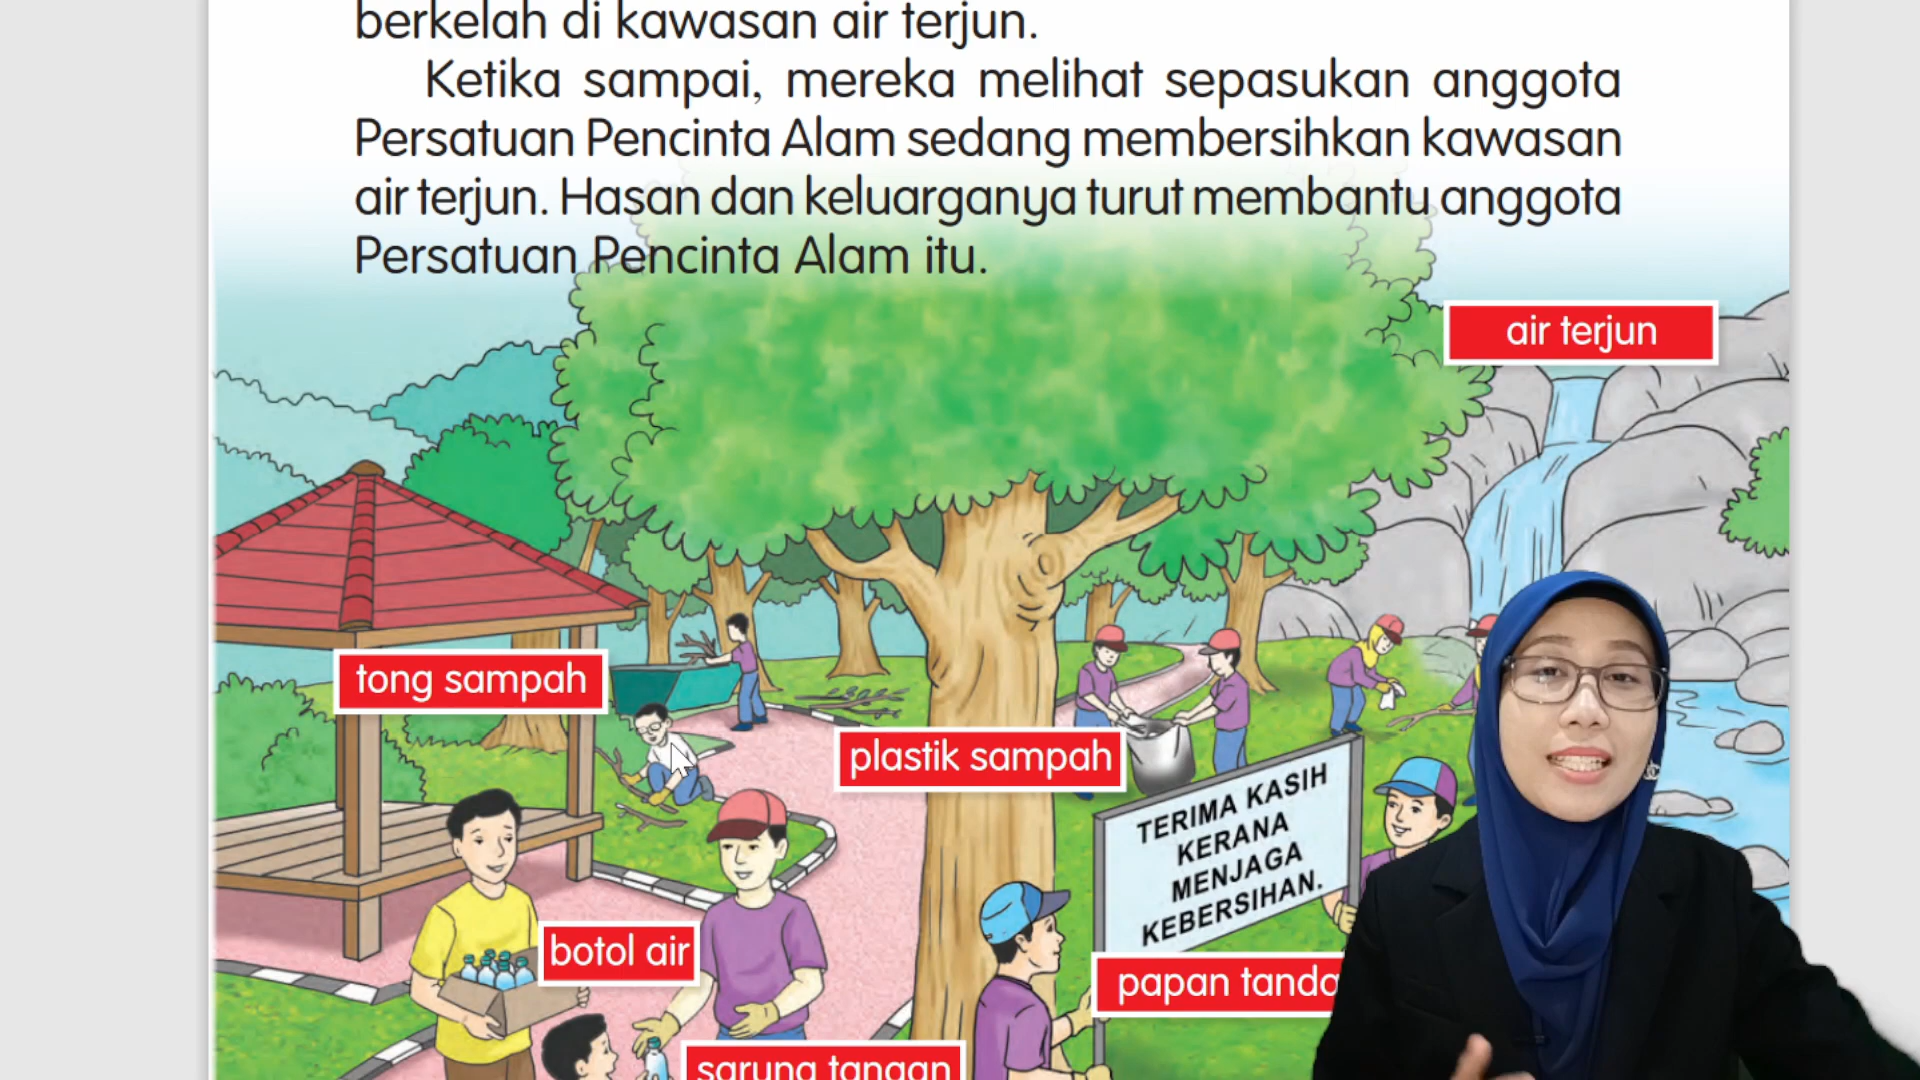 berkelah di kawasan air terjun.
Ketika sampai, mereka melihat sepasukan anggota
Persatuan Pencinta Alam sedang membersihkan kawasan
air terjun. Hasan dan keluarganya turut membantu anggota
Persatuan Pencinta Alam itu.
air terjun
tong sampah
plastik sampah
TERIMA KASIH
KERANA
MENJAGA
KEBERSIHAN.
botol air
papan tanda
sarung tangan